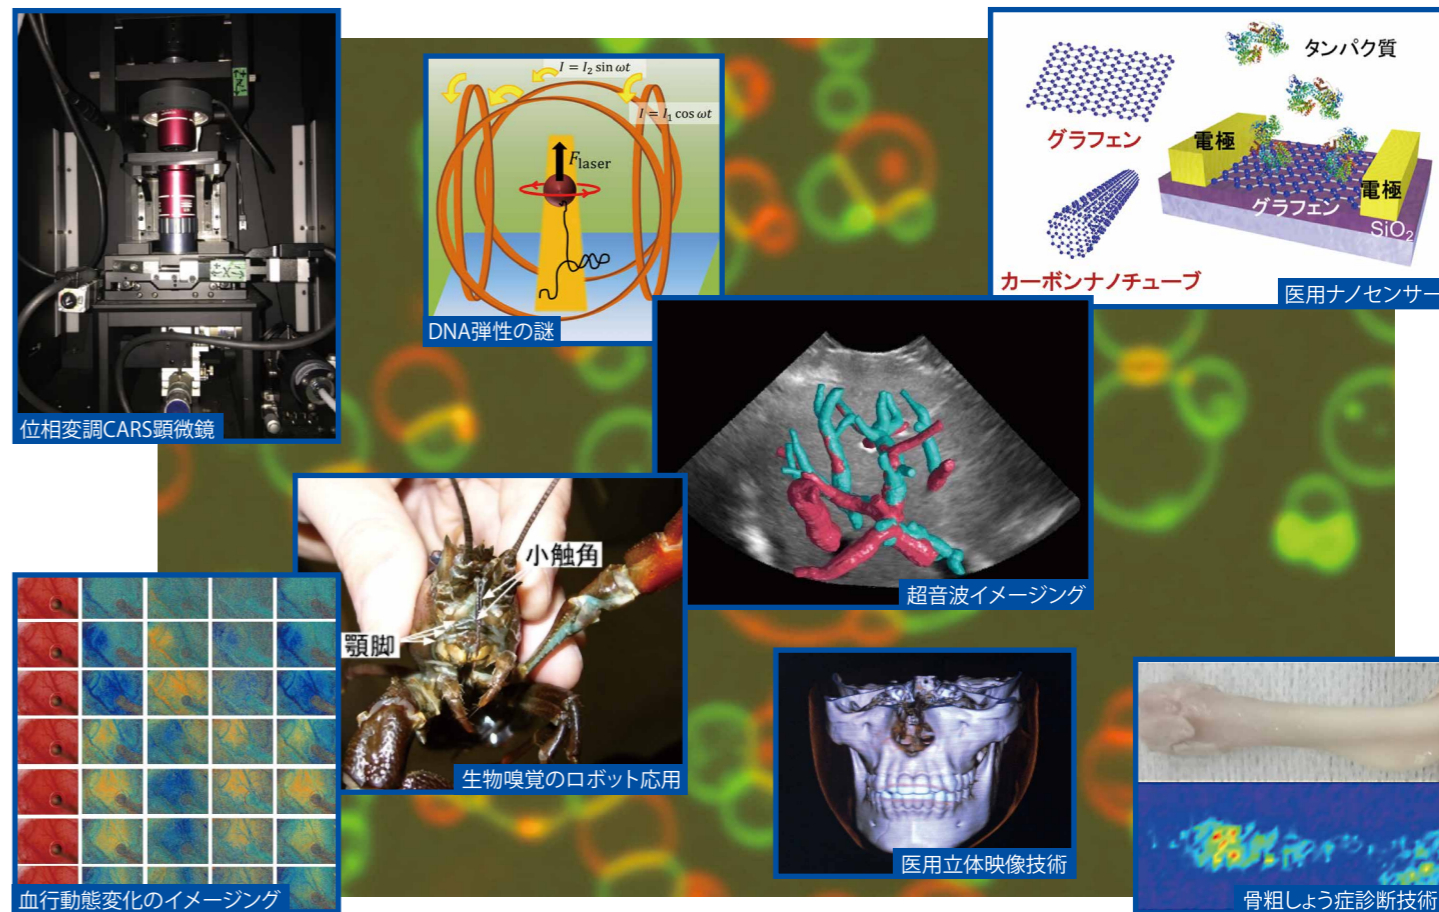 位相変調CARS顕微鏡
I = I₂ sin ωt
I = I₁ cos ωt
F_laser
DNA弾性の謎
タンパク質
グラフェン
電極
電極
グラフェン
SiO₂
カーボンナノチューブ
医用ナノセンサー
超音波イメージング
小触角
顎脚
生物嗅覚のロボット応用
血行動態変化のイメージング
医用立体映像技術
骨粗しょう症診断技術